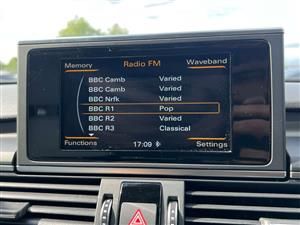 Memory Radio FM Waveband
BBC Camb Varied
BBC Camb Varied
BBC Nrfk Varied
BBC R1 Pop
BBC R2 Varied
BBC R3 Classical
Functions 17:09 Settings